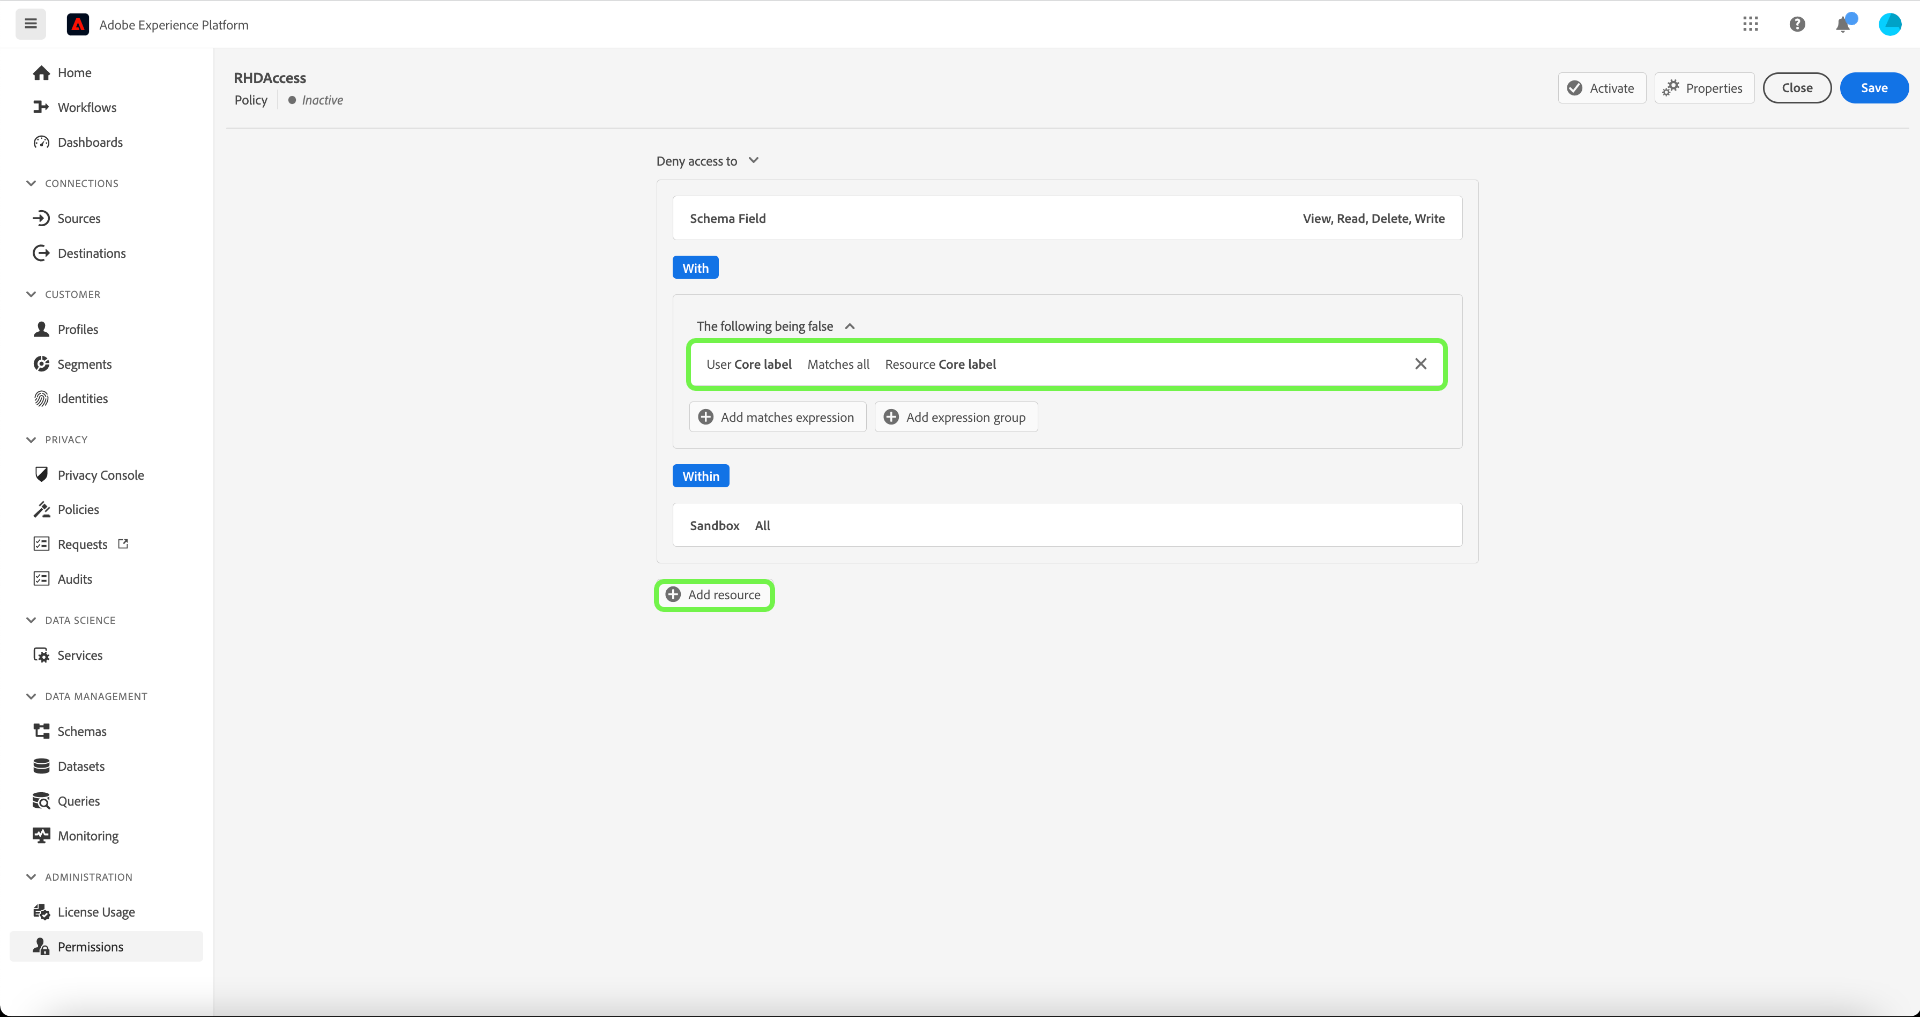 Adobe Experience Platform
Home
Workflows
Dashboards
CONNECTIONS
Sources
Destinations
CUSTOMER
Profiles
Segments
Identities
PRIVACY
Privacy Console
Policies
Requests
Audits
DATA SCIENCE
Services
DATA MANAGEMENT
Schemas
Datasets
Queries
Monitoring
ADMINISTRATION
License Usage
Permissions
RHDAccess
Policy Inactive
Activate Properties Close Save
Deny access to
Schema Field View, Read, Delete, Write
With
The following being false
User Core label Matches all Resource Core label
Add matches expression Add expression group
Within
Sandbox All
Add resource